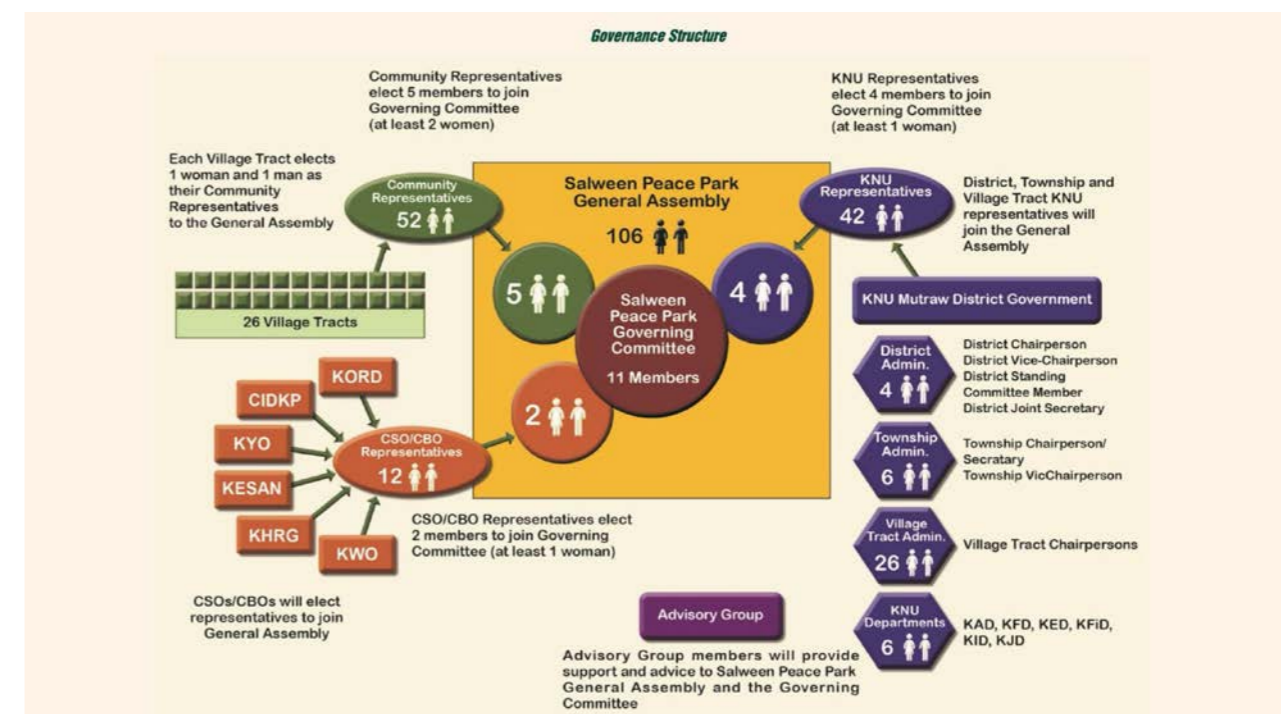 Governance Structure
Community Representatives
elect 5 members to join
Governing Committee
(at least 2 women)
KNU Representatives
elect 4 members to join
Governing Committee
(at least 1 woman)
Each Village Tract elects
1 woman and 1 man as
their Community
Representatives
to the General Assembly
Community
Representatives
52
Salween Peace Park
General Assembly
106
KNU
Representatives
42
District, Township and
Village Tract KNU
representatives will
join the General
Assembly
26 Village Tracts
5
4
Salween
Peace Park
Governing
Committee
11 Members
2
KNU Mutraw District Government
KORD
CIDKP
KYO
KESAN
KHRG
KWO
CSO/CBO
Representatives
12
CSO/CBO Representatives elect
2 members to join Governing
Committee (at least 1 woman)
CSOs/CBOs will elect
representatives to join
General Assembly
District
Admin.
4
District Chairperson
District Vice-Chairperson
District Standing
Committee Member
District Joint Secretary
Township
Admin.
6
Township Chairperson/
Secratary
Township VicChairperson
Village
Tract Admin.
26
Village Tract Chairpersons
KNU
Departments
6
KAD, KFD, KED, KFiD,
KID, KJD
Advisory Group
Advisory Group members will provide
support and advice to Salween Peace Park
General Assembly and the Governing
Committee